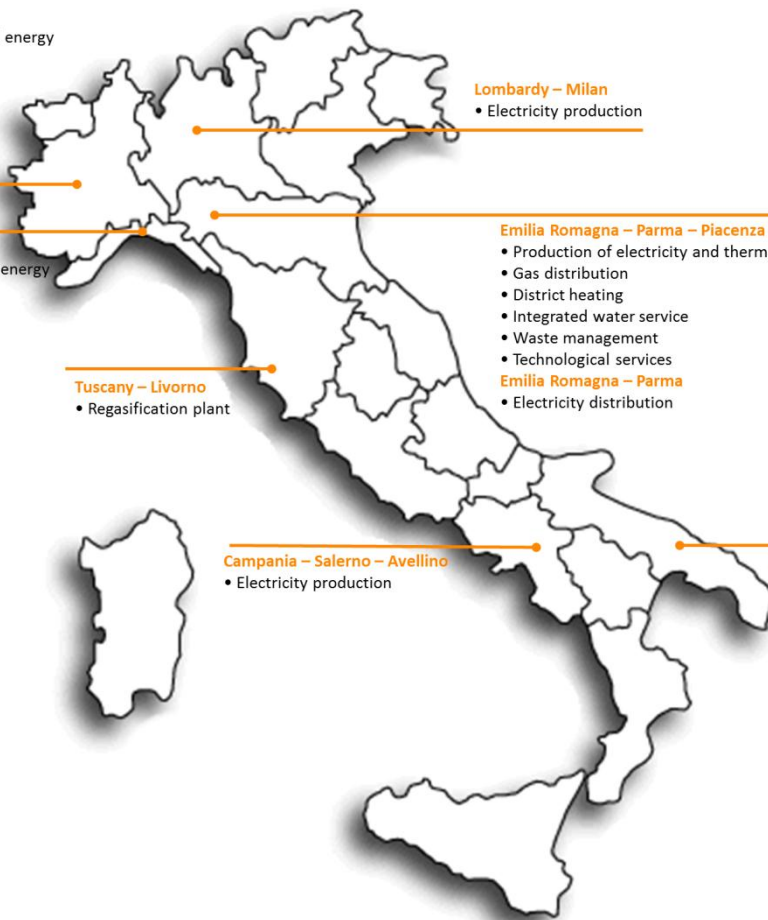 energy
Lombardy – Milan
• Electricity production
Emilia Romagna – Parma – Piacenza
• Production of electricity and therm
• Gas distribution
energy
• District heating
• Integrated water service
• Waste management
• Technological services
Emilia Romagna – Parma
• Electricity distribution
Tuscany – Livorno
• Regasification plant
Campania – Salerno – Avellino
• Electricity production